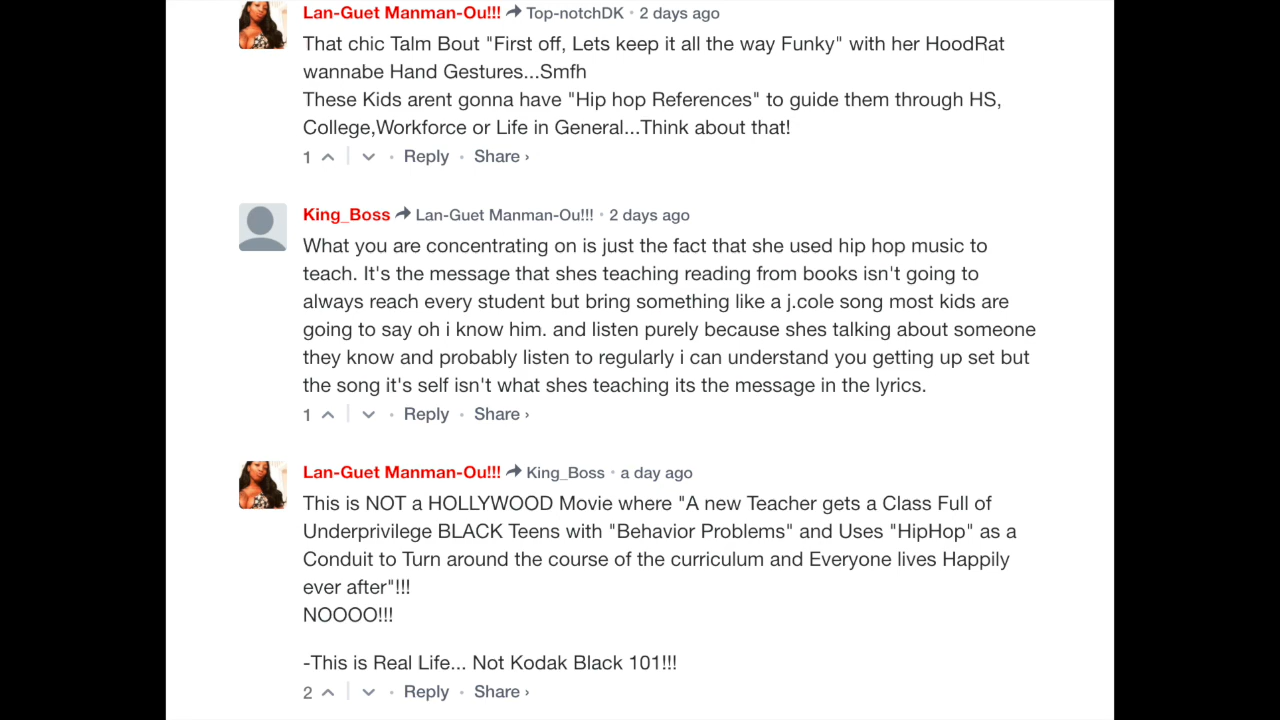 Lan-Guet Manman-Ou!!! Top-notchDK • 2 days ago
That chic Talm Bout "First off, Lets keep it all the way Funky" with her HoodRat
wannabe Hand Gestures...Smfh
These Kids arent gonna have "Hip hop References" to guide them through HS,
College,Workforce or Life in General...Think about that!
1 • Reply • Share ›
King_Boss Lan-Guet Manman-Ou!!! • 2 days ago
What you are concentrating on is just the fact that she used hip hop music to
teach. It's the message that shes teaching reading from books isn't going to
always reach every student but bring something like a j.cole song most kids are
going to say oh i know him. and listen purely because shes talking about someone
they know and probably listen to regularly i can understand you getting up set but
the song it's self isn't what shes teaching its the message in the lyrics.
1 • Reply • Share ›
Lan-Guet Manman-Ou!!! King_Boss • a day ago
This is NOT a HOLLYWOOD Movie where "A new Teacher gets a Class Full of
Underprivilege BLACK Teens with "Behavior Problems" and Uses "HipHop" as a
Conduit to Turn around the course of the curriculum and Everyone lives Happily
ever after"!!!
NOOOO!!!
-This is Real Life... Not Kodak Black 101!!!
2 • Reply • Share ›